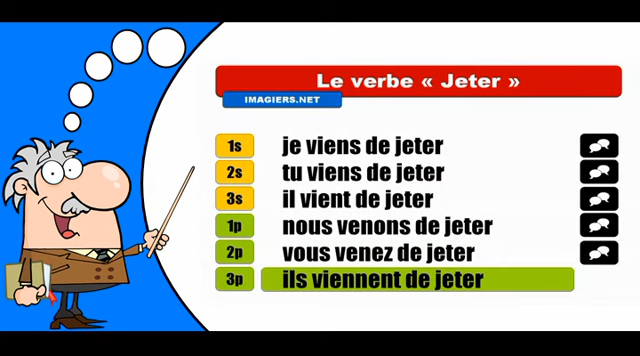 Le verbe « Jeter »
IMAGIERS.NET
1s je viens de jeter
2s tu viens de jeter
3s il vient de jeter
1p nous venons de jeter
2p vous venez de jeter
3p ils viennent de jeter